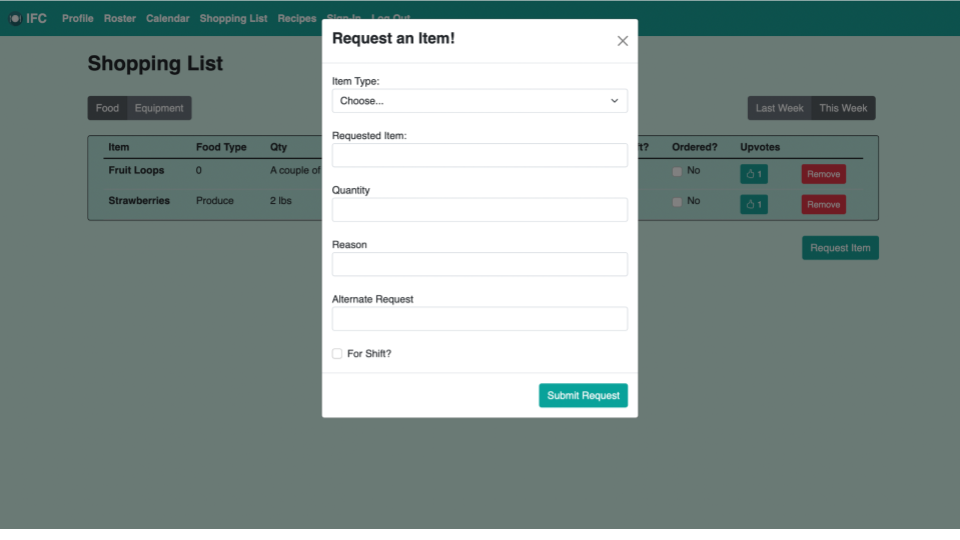 IFC Profile Roster Calendar Shopping List Recipes Sign In Log Out
Request an Item!
Shopping List
Item Type:
Food Equipment
Choose...
Last Week This Week
Requested Item:
Item Food Type Qty Ordered? Upvotes
Fruit Loops 0 A couple of No 1 Remove
Quantity
Strawberries Produce 2 lbs No 1 Remove
Reason
Request Item
Alternate Request
For Shift?
Submit Request